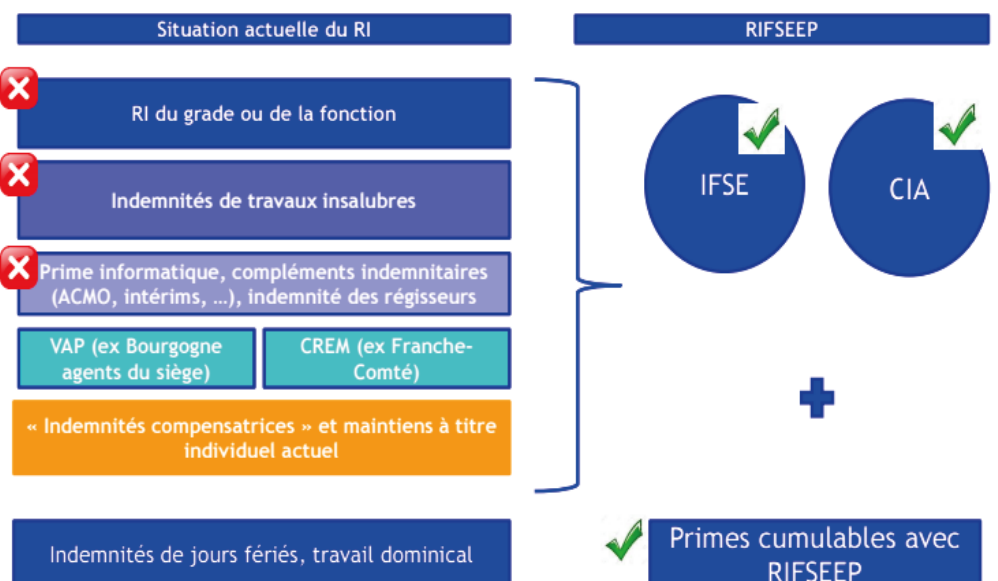 Situation actuelle du RI
RIFSEEP
RI du grade ou de la fonction
Indemnités de travaux insalubres
Prime informatique, compléments indemnitaires
(ACMO, intérims, …), indemnité des régisseurs
VAP (ex Bourgogne
agents du siège)
CREM (ex Franche-
Comté)
« Indemnités compensatrices » et maintiens à titre
individuel actuel
Indemnités de jours fériés, travail dominical
IFSE
CIA
Primes cumulables avec
RIFSEEP